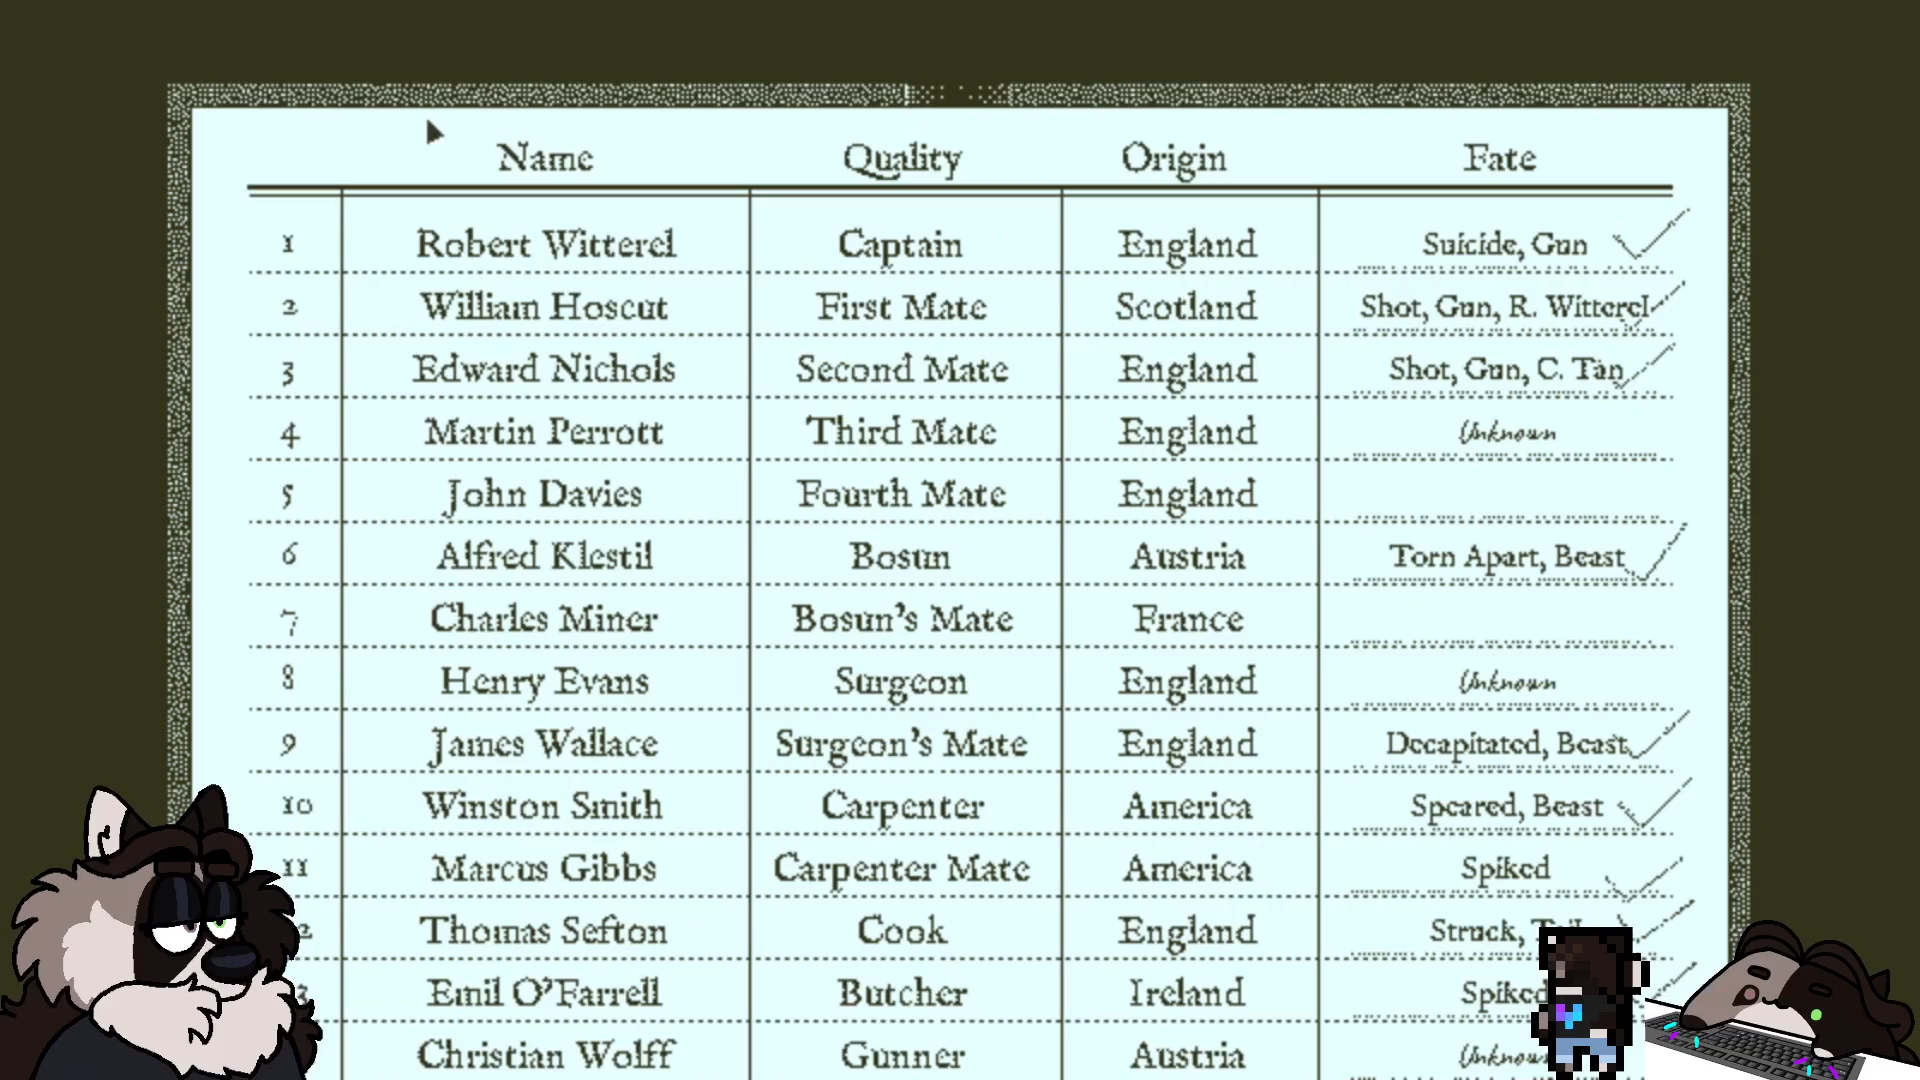 Name Quality Origin Fate
1 Robert Witterel Captain England Suicide, Gun
2 William Hoscut First Mate Scotland Shot, Gun, R. Witterel
3 Edward Nichols Second Mate England Shot, Gun, C. Tan
4 Martin Perrott Third Mate England Unknown
5 John Davies Fourth Mate England
6 Alfred Klestil Bosun Austria Torn Apart, Beast
7 Charles Miner Bosun's Mate France
8 Henry Evans Surgeon England Unknown
9 James Wallace Surgeon's Mate England Decapitated, Beast
10 Winston Smith Carpenter America Speared, Beast
11 Marcus Gibbs Carpenter Mate America Spiked
Thomas Sefton Cook England Struck,
Emil O'Farrell Butcher Ireland Spiked
Christian Wolff Gunner Austria Unknown